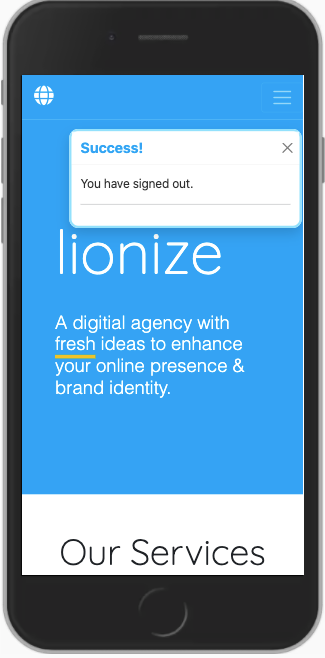 Success!
You have signed out.
lionize
A digitial agency with
fresh ideas to enhance
your online presence &
brand identity.
Our Services